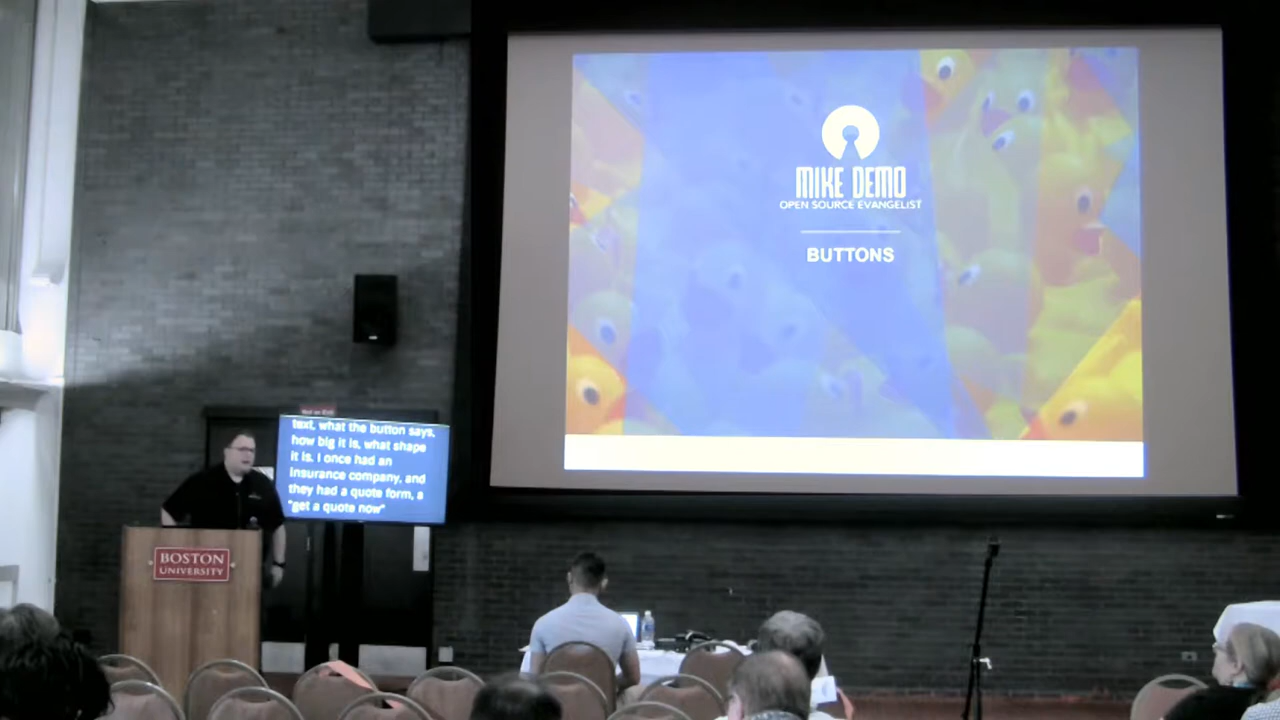 MIKE DEMO
OPEN SOURCE EVANGELIST
BUTTONS
text, what the button says,
how big it is, what shape
it is. I once had an
insurance company, and
they had a quote form, a
"get a quote now"
BOSTON
UNIVERSITY